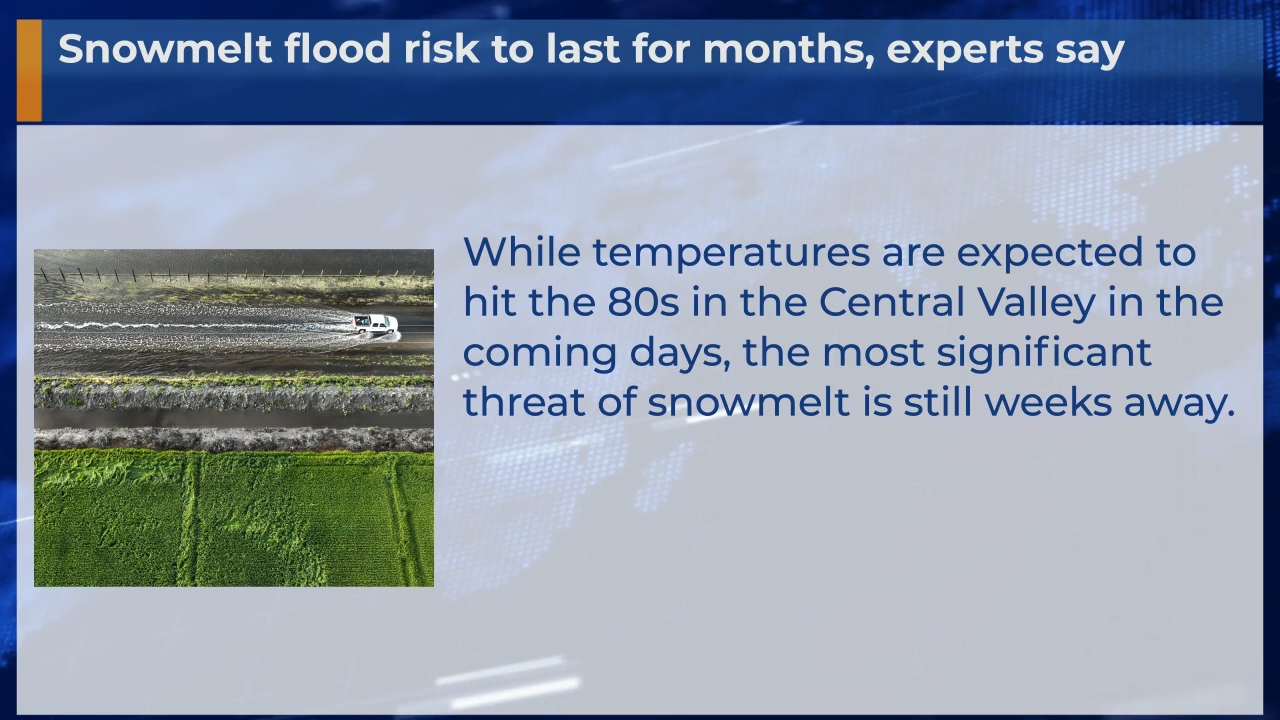 Snowmelt flood risk to last for months, experts say
While temperatures are expected to
hit the 80s in the Central Valley in the
coming days, the most significant
threat of snowmelt is still weeks away.